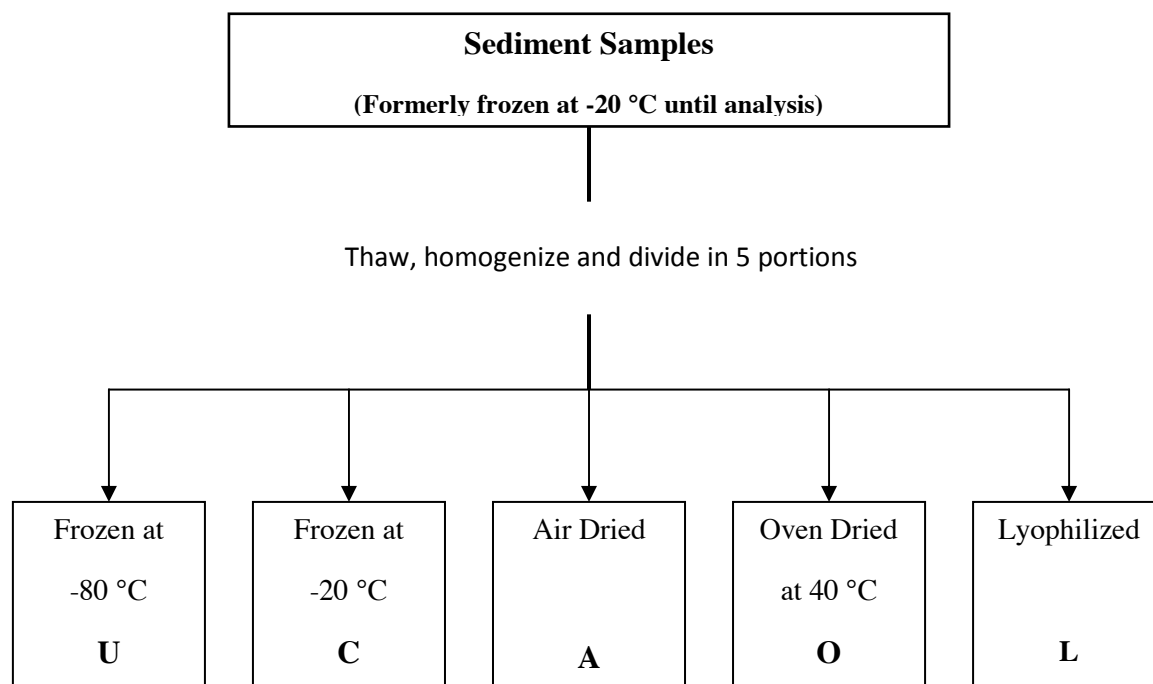 Sediment Samples
(Formerly frozen at -20 °C until analysis)
Thaw, homogenize and divide in 5 portions
Frozen at
-80 °C
U
Frozen at
-20 °C
C
Air Dried
A
Oven Dried
at 40 °C
O
Lyophilized
L